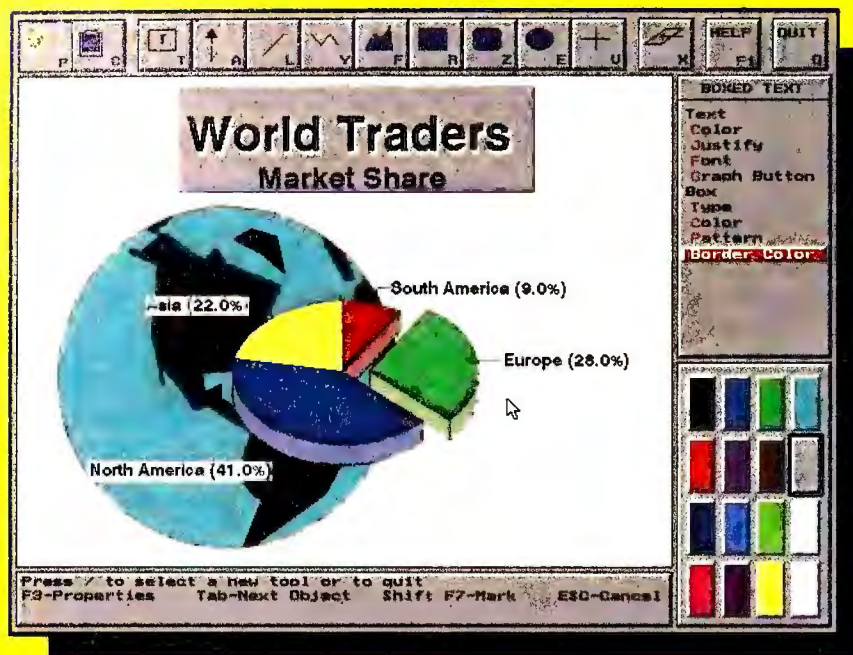 P C T A L Y F R Z E U X HELP F1 QUIT Q
World Traders
Market Share
South America (9.0%)
sia (22.0%)
Europe (28.0%)
North America (41.0%)
BOXED TEXT
Text
Color
Justify
Font
Graph Button
Box
Type
Color
Pattern
Border Color
Press / to select a new tool or to quit
F3-Properties Tab-Next Object Shift F7-Mark ESC-Cancel